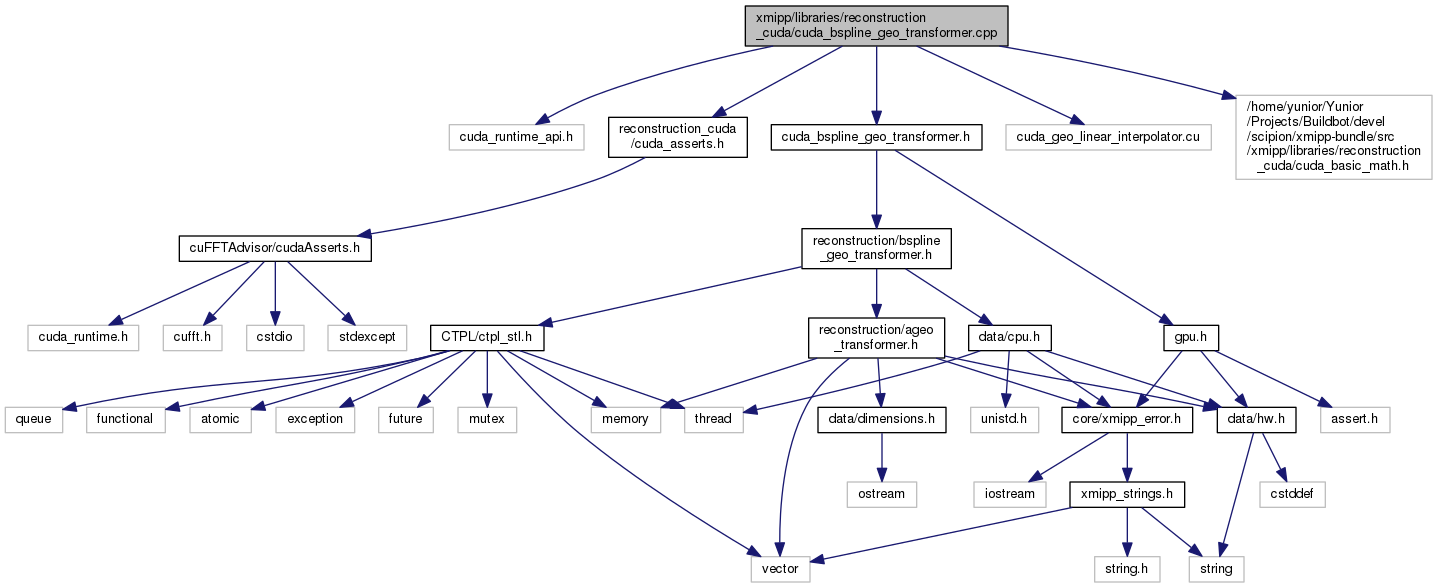 xmipp/libraries/reconstruction
_cuda/cuda_bspline_geo_transformer.cpp
cuda_runtime_api.h
reconstruction_cuda
/cuda_asserts.h
cuda_bspline_geo_transformer.h
cuda_geo_linear_interpolator.cu
/home/yunior/Yunior
/Projects/Buildbot/devel
/scipion/xmipp-bundle/src
/xmipp/libraries/reconstruction
_cuda/cuda_basic_math.h
cuFFTAdvisor/cudaAsserts.h
reconstruction/bspline
_geo_transformer.h
cuda_runtime.h
cufft.h
cstdio
stdexcept
CTPL/ctpl_stl.h
reconstruction/ageo
_transformer.h
data/cpu.h
gpu.h
queue
functional
atomic
exception
future
mutex
memory
thread
data/dimensions.h
unistd.h
core/xmipp_error.h
data/hw.h
assert.h
ostream
iostream
xmipp_strings.h
cstddef
vector
string.h
string